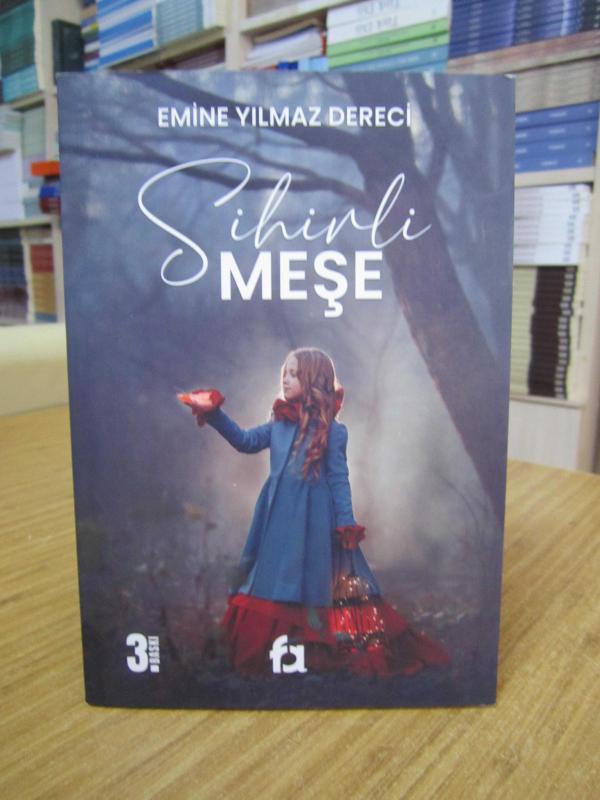 EMİNE YILMAZ DERECİ
Sihirli
MEŞE
3
BASKI
fa